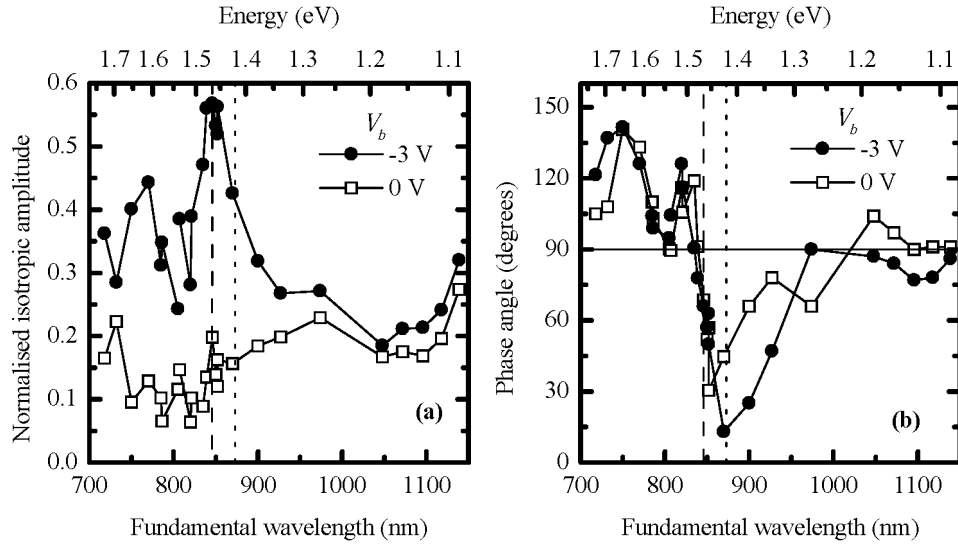 Energy (eV)
1.7 1.6 1.5 1.4 1.3 1.2 1.1
Normalised isotropic amplitude
0.6
0.5
0.4
0.3
0.2
0.1
0.0
V_b
-3 V
0 V
(a)
700 800 900 1000 1100
Fundamental wavelength (nm)
Energy (eV)
1.7 1.6 1.5 1.4 1.3 1.2 1.1
Phase angle (degrees)
150
120
90
60
30
0
V_b
-3 V
0 V
(b)
700 800 900 1000 1100
Fundamental wavelength (nm)